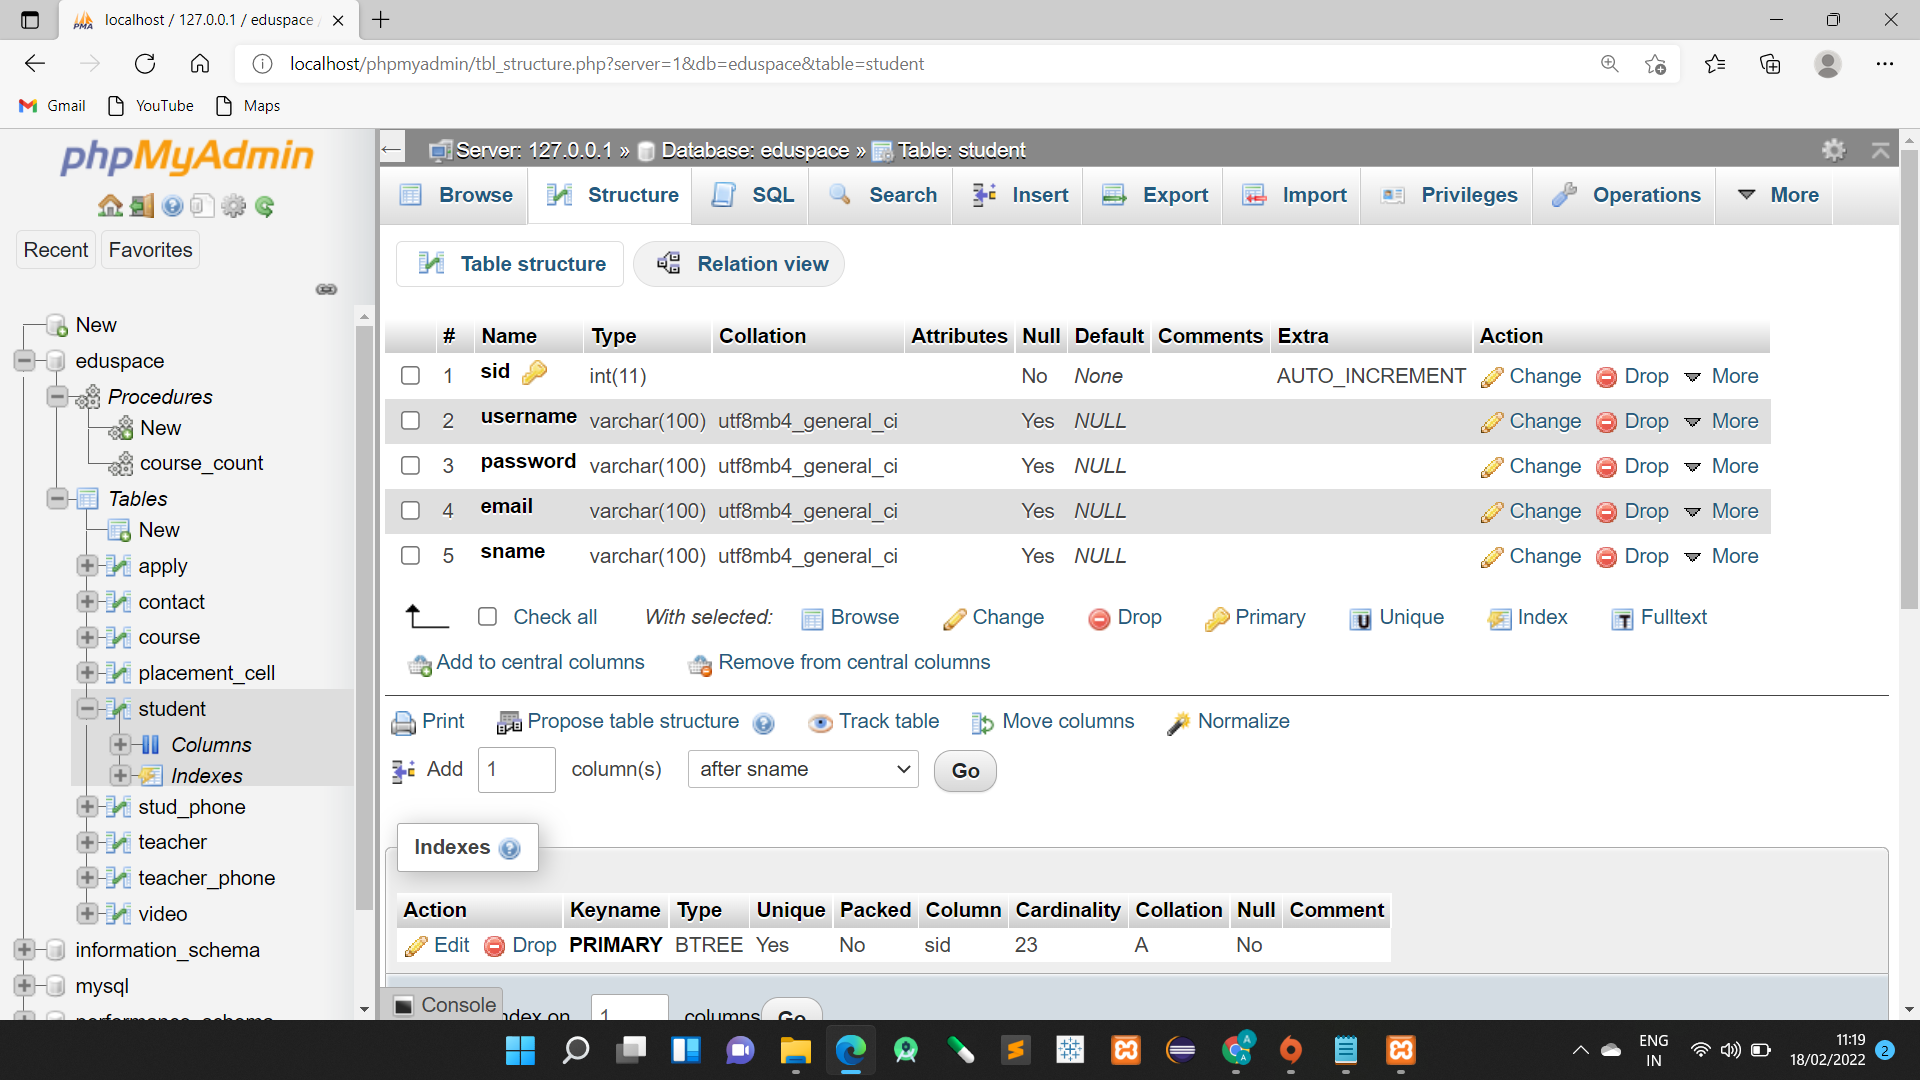 localhost / 127.0.0.1 / eduspace /
localhost/phpmyadmin/tbl_structure.php?server=1&db=eduspace&table=student
Gmail YouTube Maps
phpMyAdmin
Recent Favorites
New
eduspace
Procedures
New
course_count
Tables
New
apply
contact
course
placement_cell
student
Columns
Indexes
stud_phone
teacher
teacher_phone
video
information_schema
mysql
performance_schema
Server: 127.0.0.1 » Database: eduspace » Table: student
Browse Structure SQL Search Insert Export Import Privileges Operations More
Table structure Relation view
# Name Type Collation Attributes Null Default Comments Extra Action
1 sid int(11) No None AUTO_INCREMENT Change Drop More
2 username varchar(100) utf8mb4_general_ci Yes NULL Change Drop More
3 password varchar(100) utf8mb4_general_ci Yes NULL Change Drop More
4 email varchar(100) utf8mb4_general_ci Yes NULL Change Drop More
5 sname varchar(100) utf8mb4_general_ci Yes NULL Change Drop More
Check all With selected: Browse Change Drop Primary Unique Index Fulltext
Add to central columns Remove from central columns
Print Propose table structure Track table Move columns Normalize
Add 1 column(s) after sname Go
Indexes
Action Keyname Type Unique Packed Column Cardinality Collation Null Comment
Edit Drop PRIMARY BTREE Yes No sid 23 A No
Console ndex on 1 columns Go
ENG
IN
11:19
18/02/2022
2